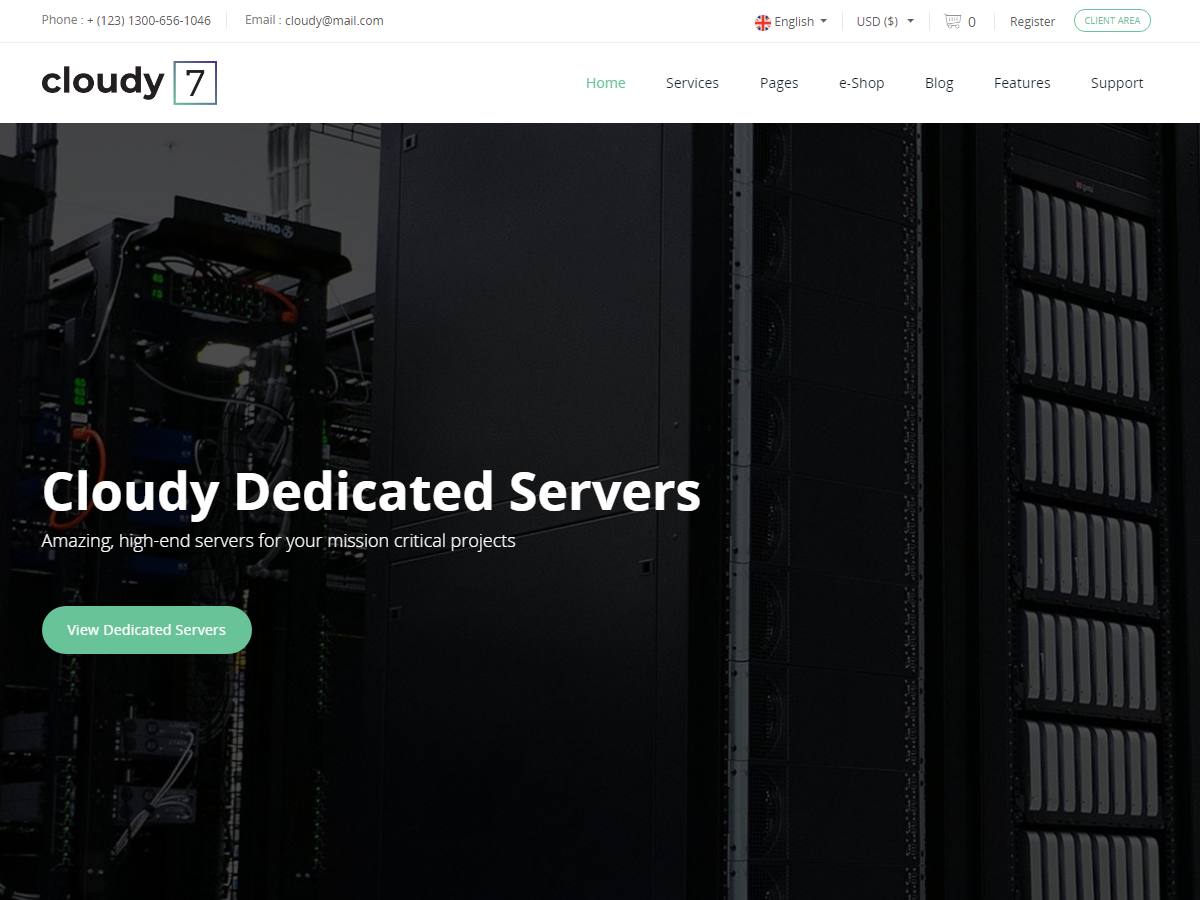 Phone : + (123) 1300-656-1046
Email : cloudy@mail.com
English
USD ($)
0
Register
CLIENT AREA
cloudy 7
Home
Services
Pages
e-Shop
Blog
Features
Support
Cloudy Dedicated Servers
Amazing, high-end servers for your mission critical projects
View Dedicated Servers